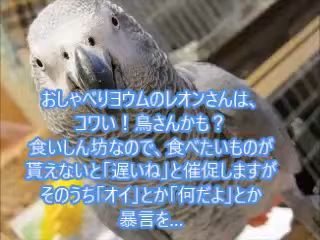 おしゃべりヨウムのレオンさんは、
コワい！鳥さんかも？
食いしん坊なので、食べたいものが
貰えないと「遅いね」と催促しますが
そのうち「オイ」とか「何だよ」とか
暴言を...